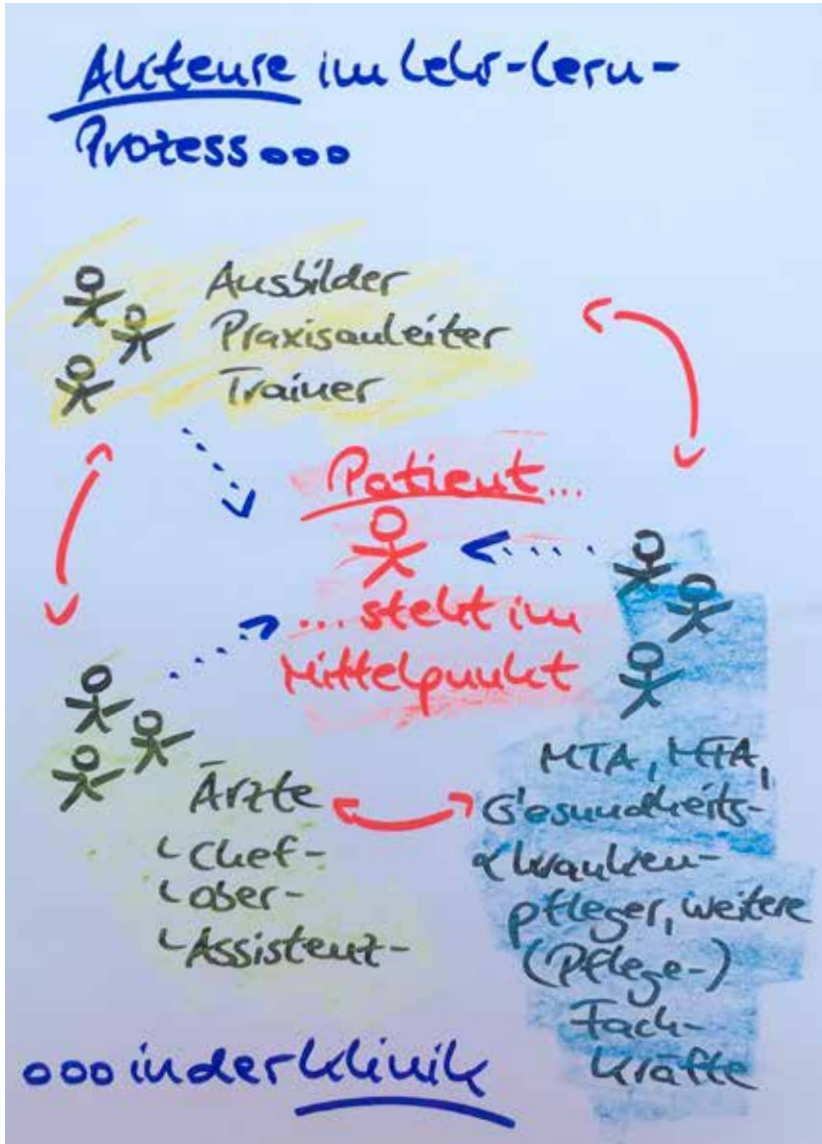 Akteure im Lehr-Lern-
Prozess...
Ausbilder
Praxisanleiter
Trainer
Patient...
...steht im
Mittelpunkt
Ärzte
Chef-
Ober-
Assistenz-
MTA, MFA,
Gesundheits-
& Kranken-
pfleger, weitere
(Pflege-)
Fach-
kräfte
...in der Klinik